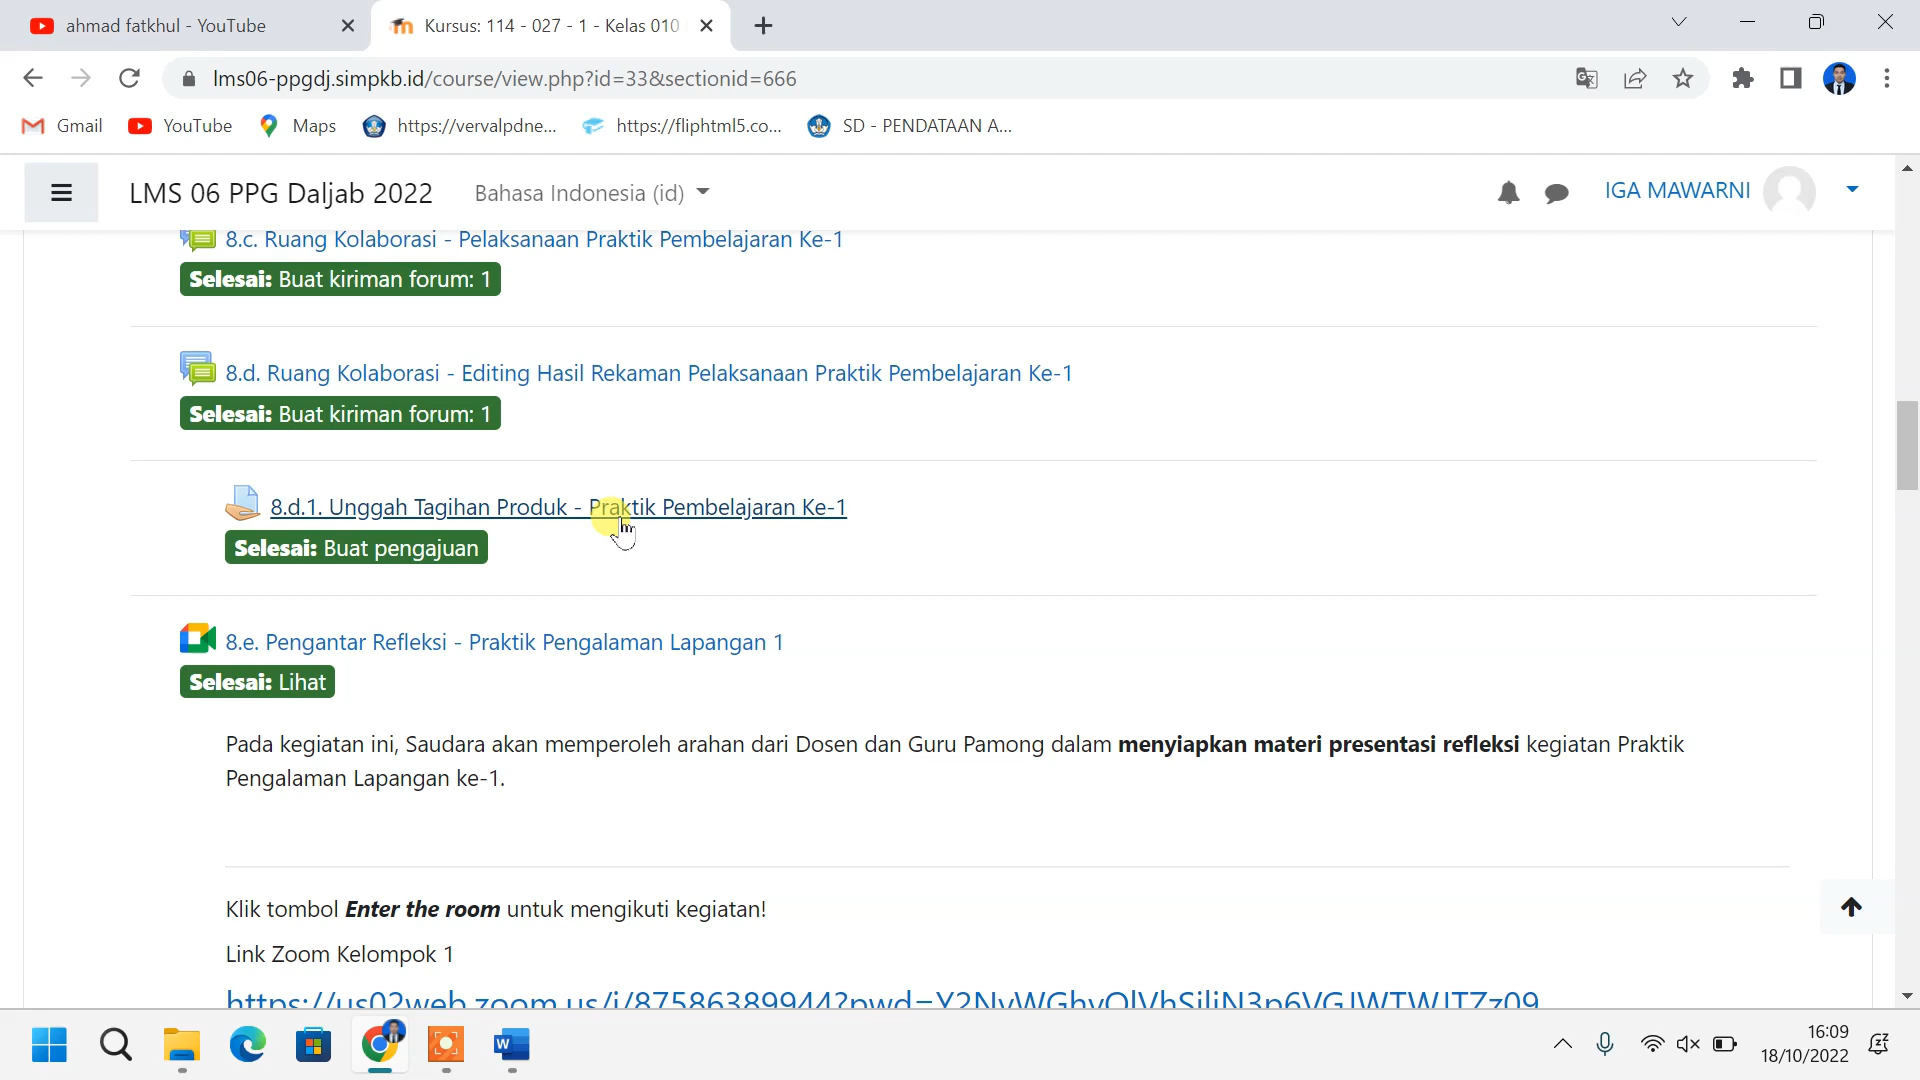 ahmad fatkhul - YouTube
Kursus: 114 - 027 - 1 - Kelas 010
lms06-ppgdj.simpkb.id/course/view.php?id=33&sectionid=666
Gmail
YouTube
Maps
https://vervalpdne...
https://fliphtml5.co...
SD - PENDATAAN A...
LMS 06 PPG Daljab 2022
Bahasa Indonesia (id)
IGA MAWARNI
8.c. Ruang Kolaborasi - Pelaksanaan Praktik Pembelajaran Ke-1
Selesai: Buat kiriman forum: 1
8.d. Ruang Kolaborasi - Editing Hasil Rekaman Pelaksanaan Praktik Pembelajaran Ke-1
Selesai: Buat kiriman forum: 1
8.d.1. Unggah Tagihan Produk - Praktik Pembelajaran Ke-1
Selesai: Buat pengajuan
8.e. Pengantar Refleksi - Praktik Pengalaman Lapangan 1
Selesai: Lihat
Pada kegiatan ini, Saudara akan memperoleh arahan dari Dosen dan Guru Pamong dalam menyiapkan materi presentasi refleksi kegiatan Praktik
Pengalaman Lapangan ke-1.
Klik tombol Enter the room untuk mengikuti kegiatan!
Link Zoom Kelompok 1
16:09
18/10/2022